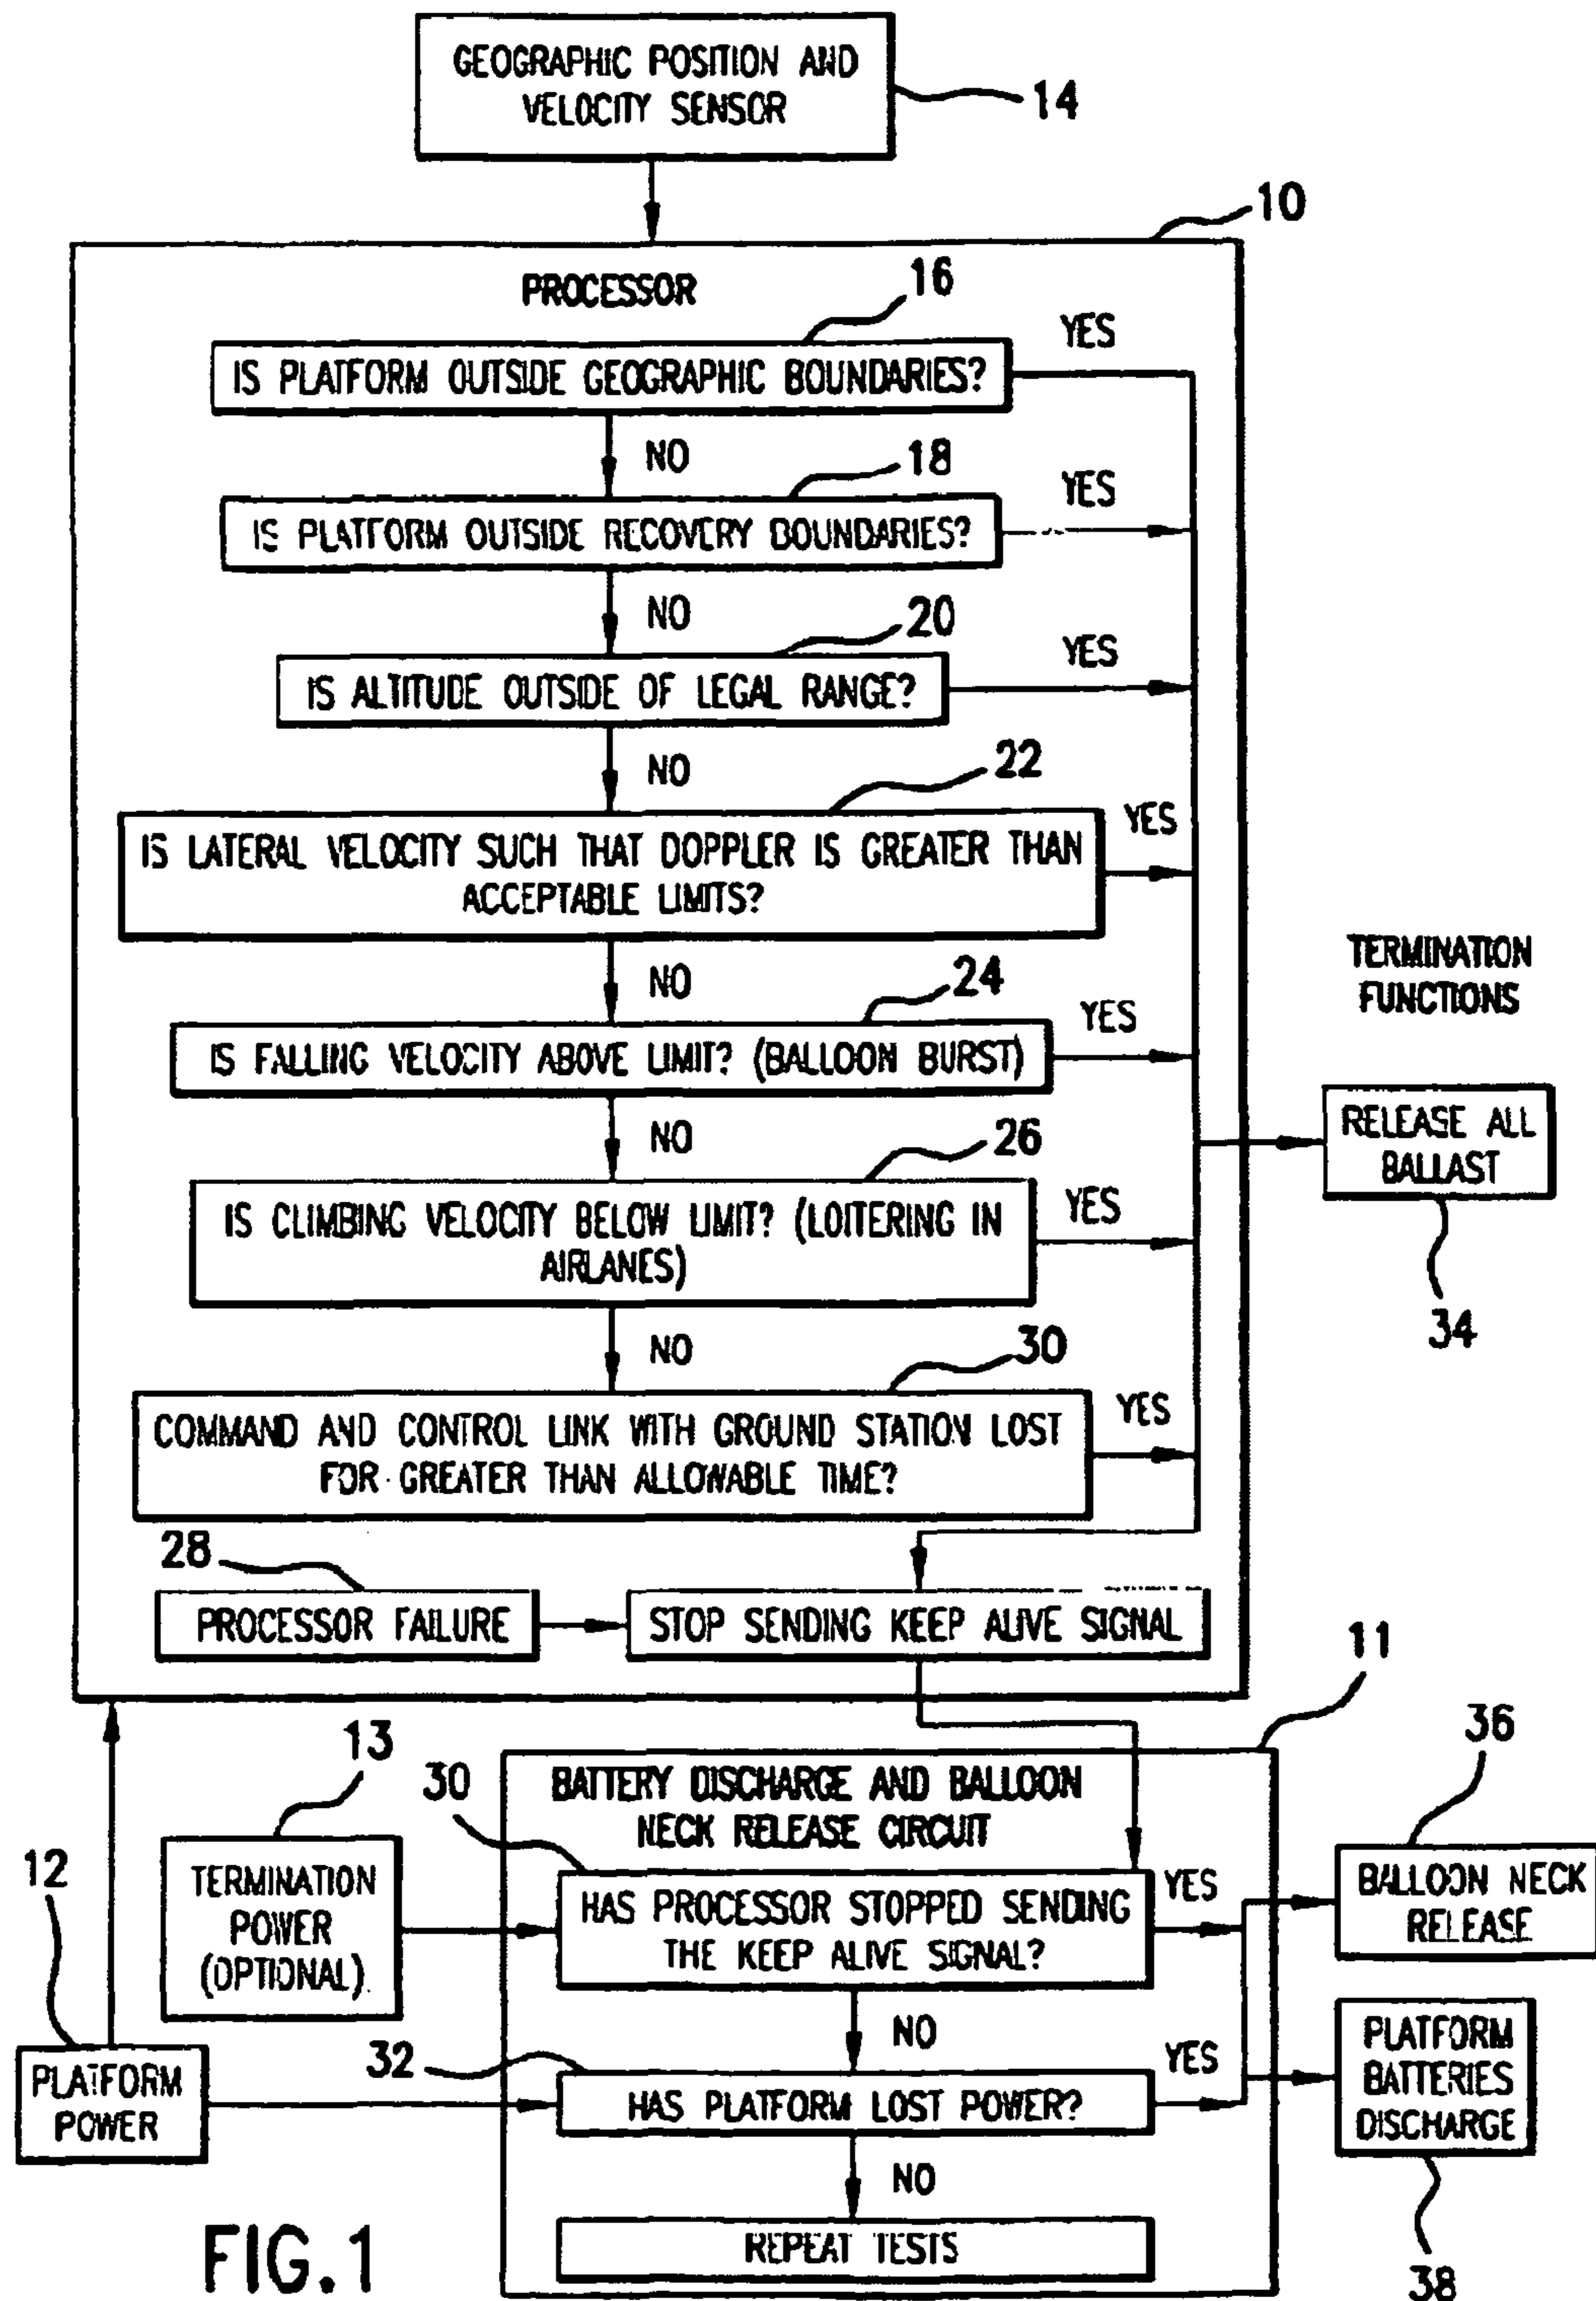 GEOGRAPHIC POSITION AND
VELOCITY SENSOR
14
10
PROCESSOR
16
IS PLATFORM OUTSIDE GEOGRAPHIC BOUNDARIES?
YES
NO
18
IS PLATFORM OUTSIDE RECOVERY BOUNDARIES?
YES
NO
20
IS ALTITUDE OUTSIDE OF LEGAL RANGE?
YES
NO
22
IS LATERAL VELOCITY SUCH THAT DOPPLER IS GREATER THAN
ACCEPTABLE LIMITS?
YES
NO
24
IS FALLING VELOCITY ABOVE LIMIT? (BALLOON BURST)
YES
NO
26
IS CLIMBING VELOCITY BELOW LIMIT? (LOITERING IN
AIRLANES)
YES
NO
30
COMMAND AND CONTROL LINK WITH GROUND STATION LOST
FOR GREATER THAN ALLOWABLE TIME?
YES
28
PROCESSOR FAILURE
STOP SENDING KEEP ALIVE SIGNAL
TERMINATION
FUNCTIONS
RELEASE ALL
BALLAST
34
11
13
TERMINATION
POWER
(OPTIONAL)
12
PLATFORM
POWER
BATTERY DISCHARGE AND BALLOON
NECK RELEASE CIRCUIT
30
HAS PROCESSOR STOPPED SENDING
THE KEEP ALIVE SIGNAL?
YES
NO
32
HAS PLATFORM LOST POWER?
YES
NO
REPEAT TESTS
36
BALLOON NECK
RELEASE
PLATFORM
BATTERIES
DISCHARGE
38
FIG.1